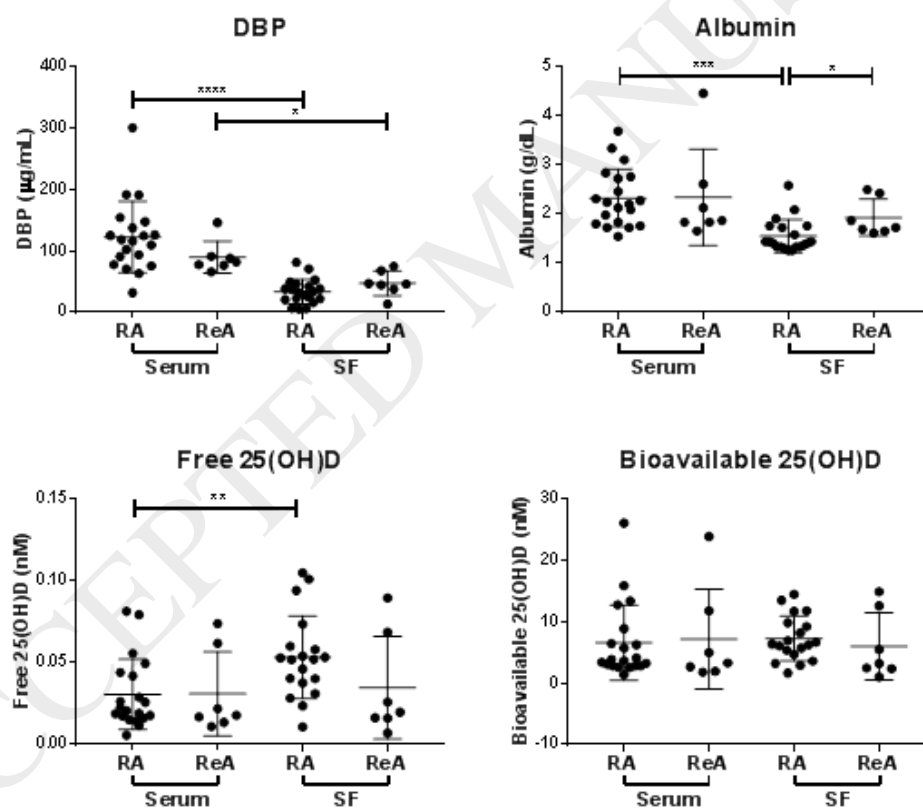 DBP
400
300
200
100
0
DBP (µg/mL)
****
*
RA ReA RA ReA
Serum SF
Albumin
5
4
3
2
1
0
Albumin (g/dL)
***
*
RA ReA RA ReA
Serum SF
Free 25(OH)D
0.15
0.10
0.05
0.00
Free 25(OH)D (nM)
**
RA ReA RA ReA
Serum SF
Bioavailable 25(OH)D
30
20
10
0
-10
Bioavailable 25(OH)D (nM)
RA ReA RA ReA
Serum SF
CCEPTED MANU